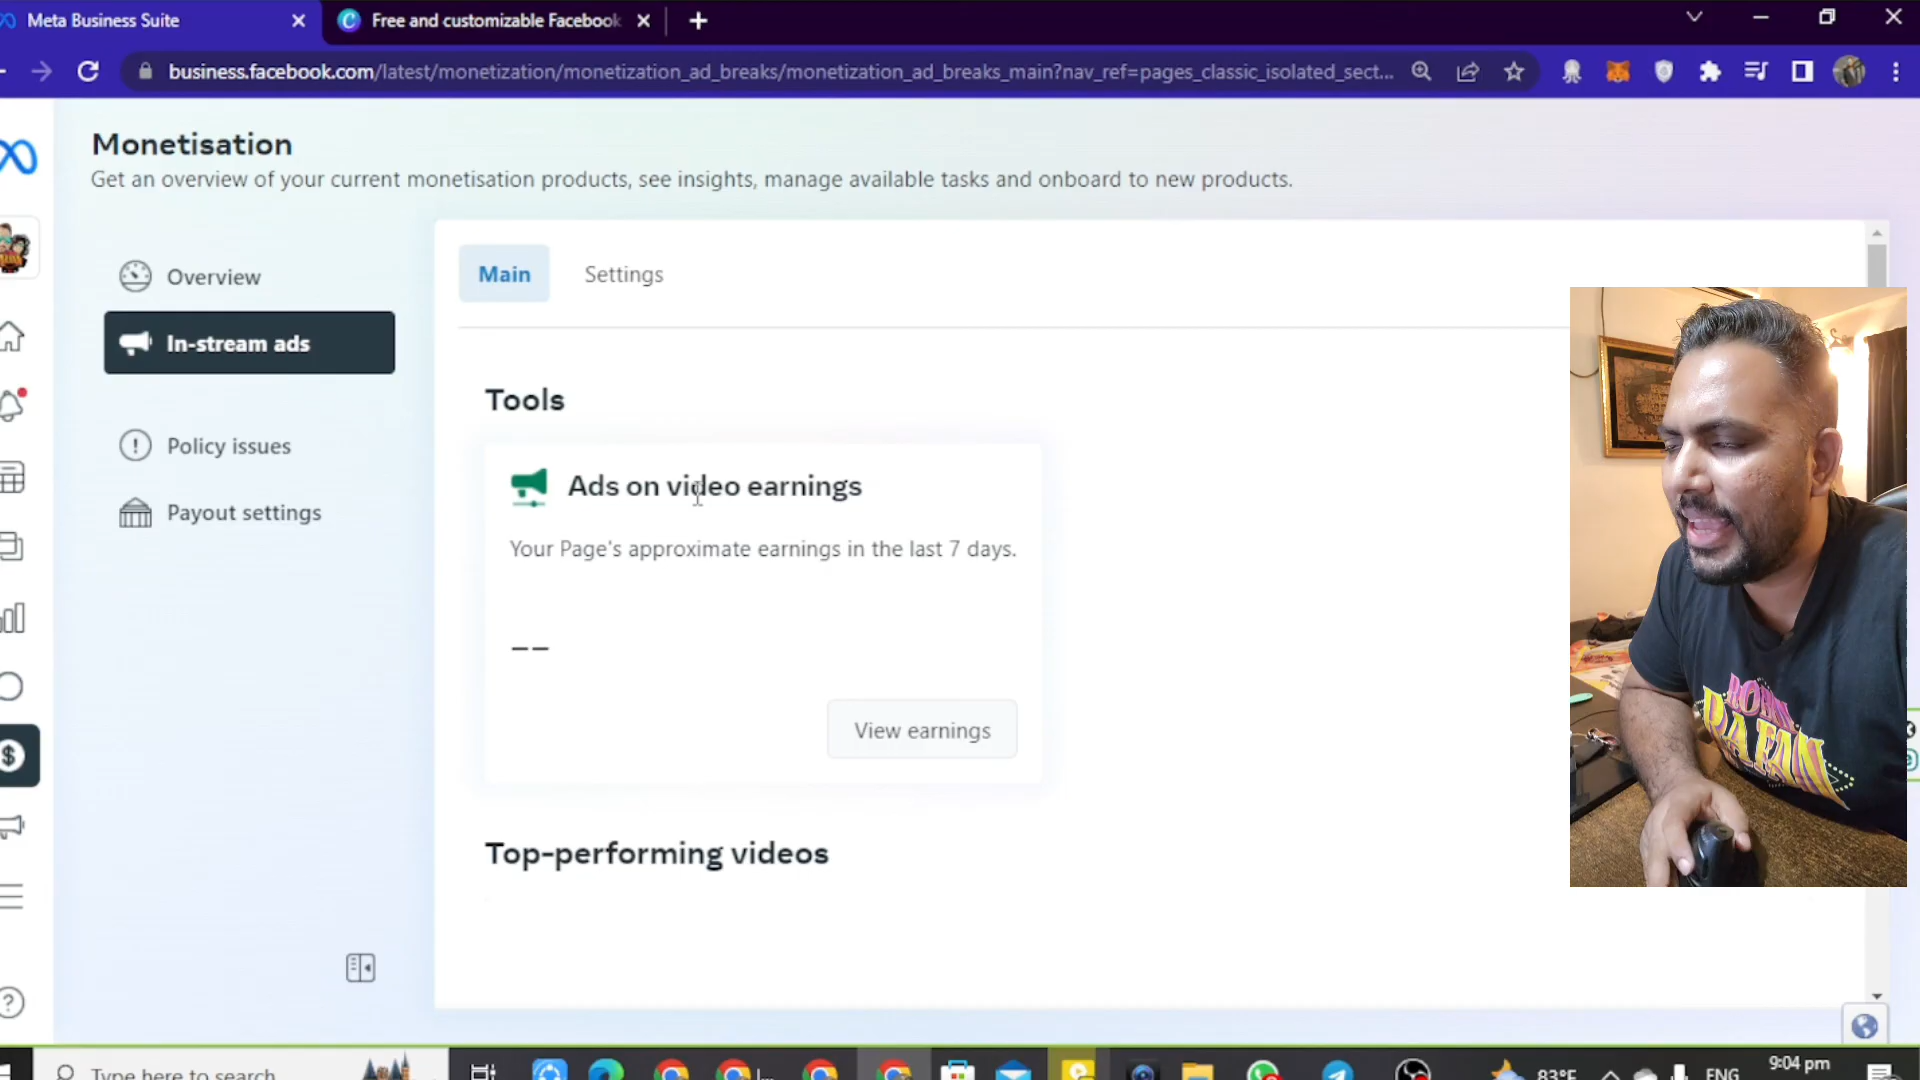 Meta Business Suite
Free and customizable Facebook
business.facebook.com/latest/monetization/monetization_ad_breaks/monetization_ad_breaks_main?nav_ref=pages_classic_isolated_sect...
Monetisation
Get an overview of your current monetisation products, see insights, manage available tasks and onboard to new products.
Overview
In-stream ads
Policy issues
Payout settings
Main
Settings
Tools
Ads on video earnings
Your Page's approximate earnings in the last 7 days.
--
View earnings
Top-performing videos
Type here to search
83°F
ENG
9:04 pm